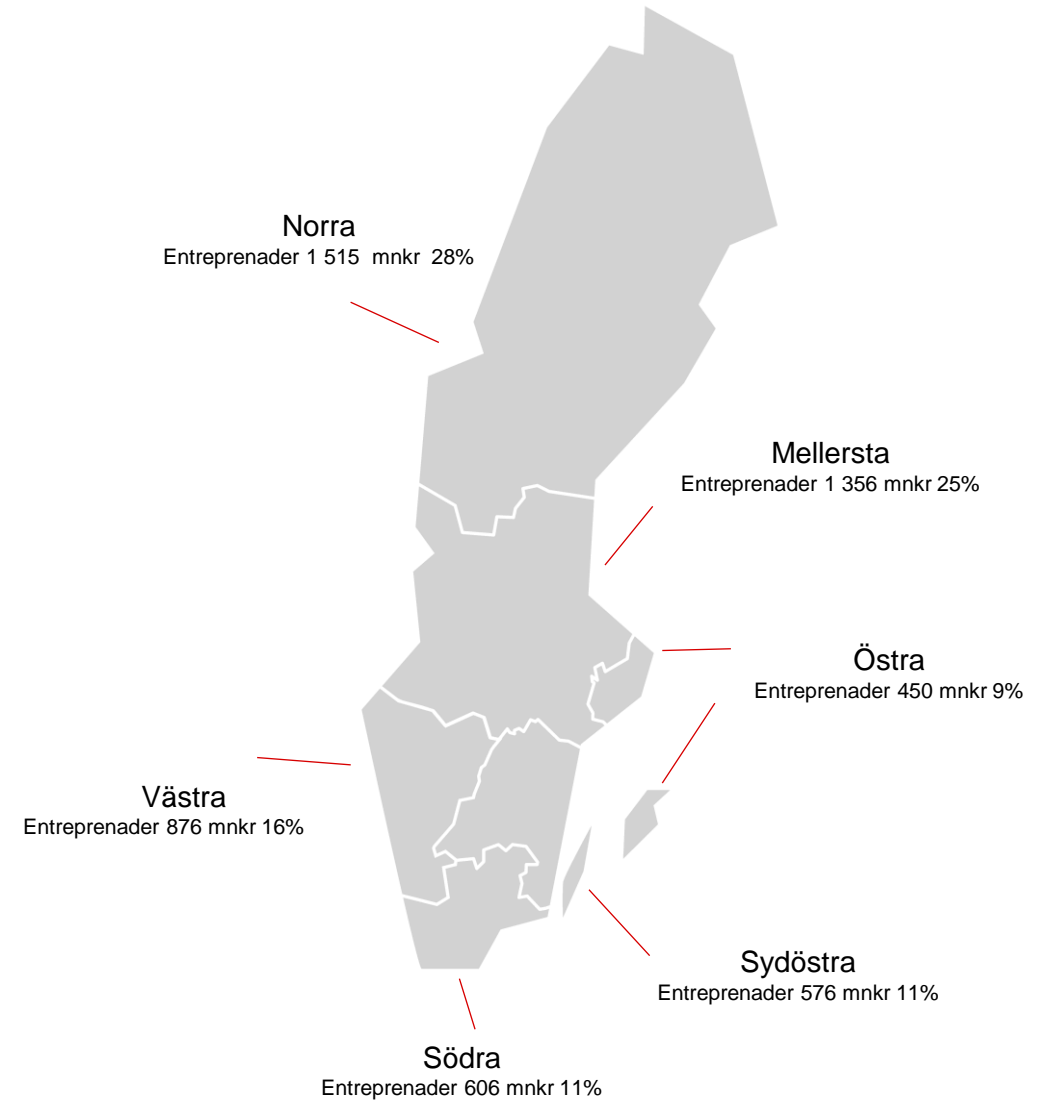 Norra
Entreprenader 1 515 mnkr 28%
Mellersta
Entreprenader 1 356 mnkr 25%
Östra
Entreprenader 450 mnkr 9%
Västra
Entreprenader 876 mnkr 16%
Sydöstra
Entreprenader 576 mnkr 11%
Södra
Entreprenader 606 mnkr 11%